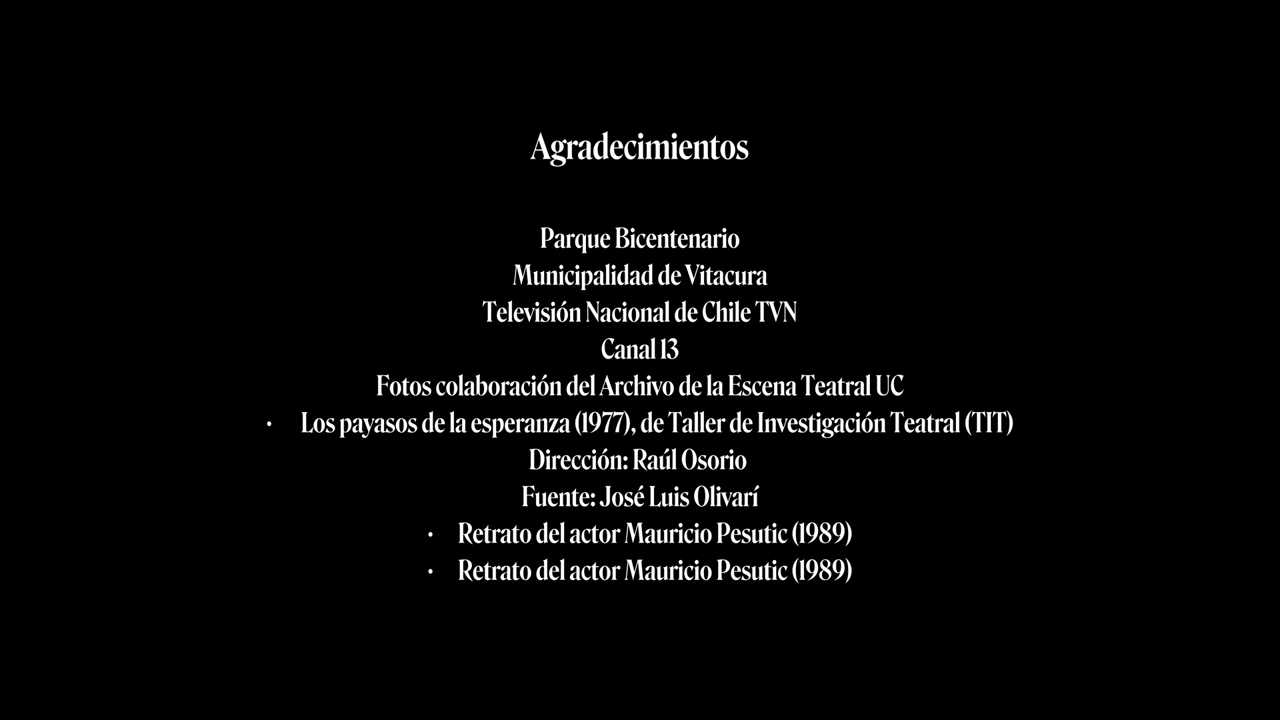 Agradecimientos
Parque Bicentenario
Municipalidad de Vitacura
Televisión Nacional de Chile TVN
Canal 13
Fotos colaboración del Archivo de la Escena Teatral UC
• Los payasos de la esperanza (1977), de Taller de Investigación Teatral (TIT)
Dirección: Raúl Osorio
Fuente: José Luis Olivarí
• Retrato del actor Mauricio Pesutic (1989)
• Retrato del actor Mauricio Pesutic (1989)